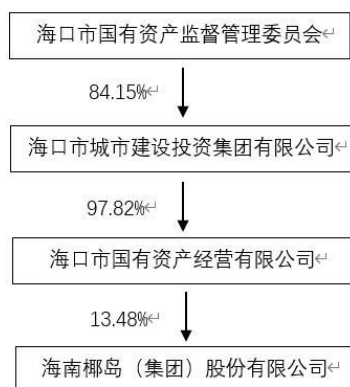 海口市国有资产监督管理委员会↵
84.15%↵
海口市城市建设投资集团有限公司↵
97.82%↵
海口市国有资产经营有限公司↵
13.48%↵
海南椰岛（集团）股份有限公司↵